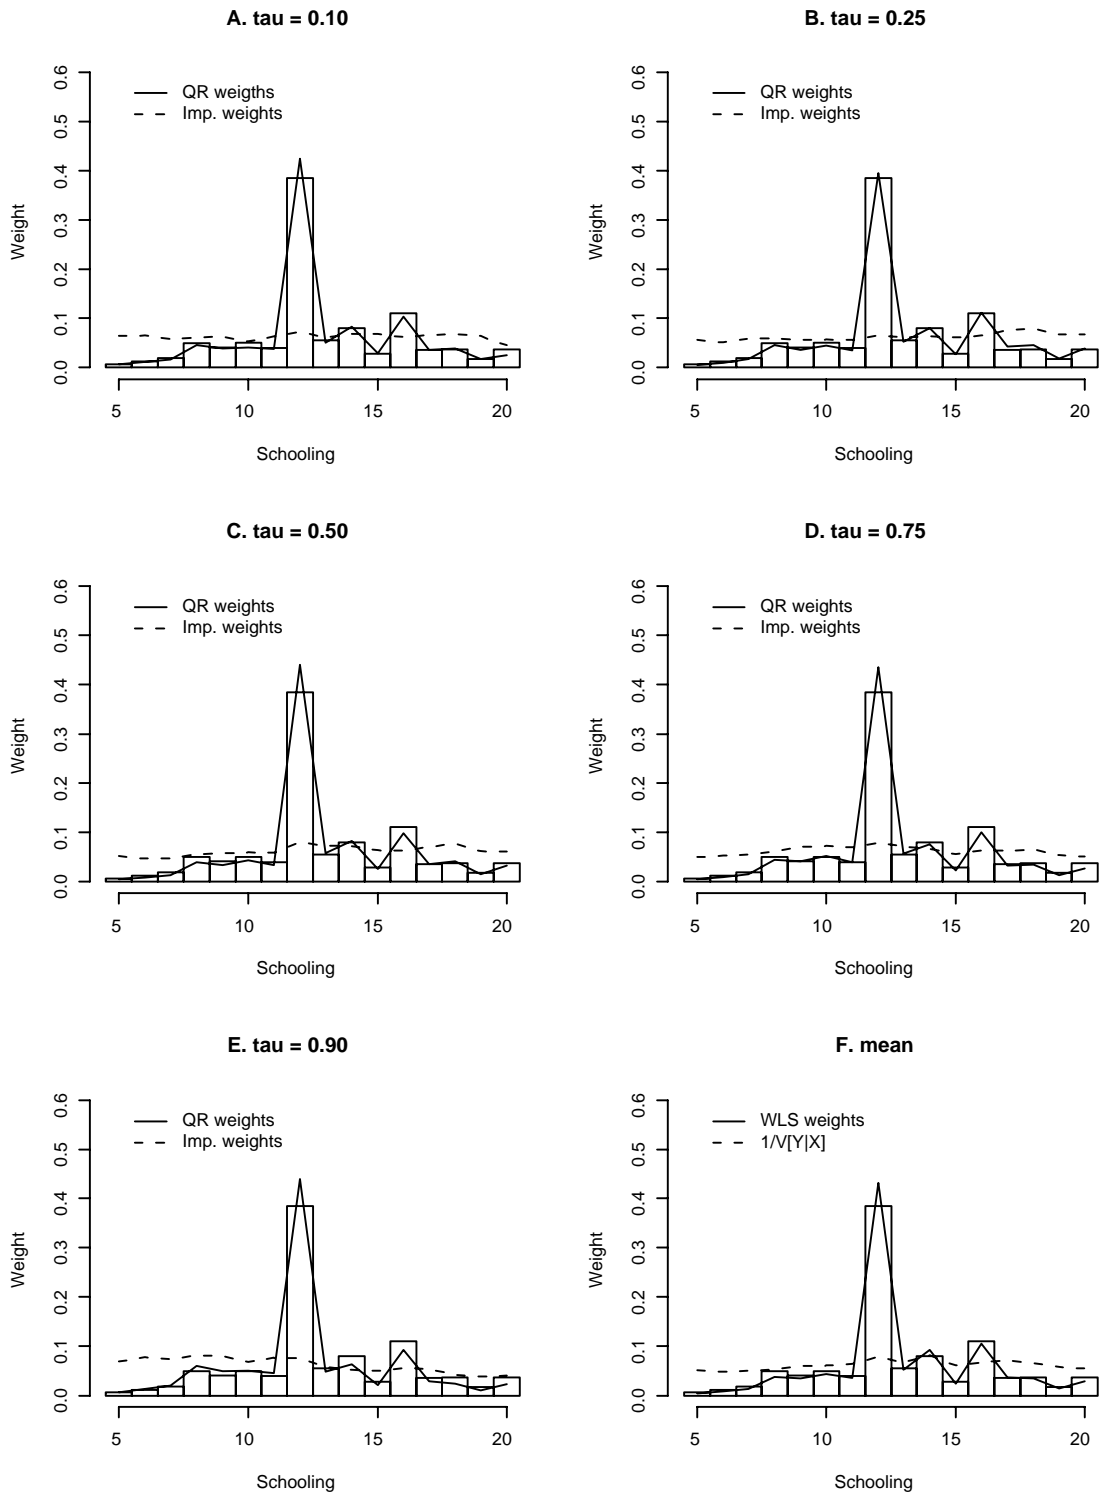 A. tau = 0.10
0.0 0.1 0.2 0.3 0.4 0.5 0.6
Weight
QR weigths
Imp. weights
5 10 15 20
Schooling
B. tau = 0.25
0.0 0.1 0.2 0.3 0.4 0.5 0.6
Weight
QR weights
Imp. weights
5 10 15 20
Schooling
C. tau = 0.50
0.0 0.1 0.2 0.3 0.4 0.5 0.6
Weight
QR weights
Imp. weights
5 10 15 20
Schooling
D. tau = 0.75
0.0 0.1 0.2 0.3 0.4 0.5 0.6
Weight
QR weights
Imp. weights
5 10 15 20
Schooling
E. tau = 0.90
0.0 0.1 0.2 0.3 0.4 0.5 0.6
Weight
QR weights
Imp. weights
5 10 15 20
Schooling
F. mean
0.0 0.1 0.2 0.3 0.4 0.5 0.6
Weight
WLS weights
1/V[Y|X]
5 10 15 20
Schooling